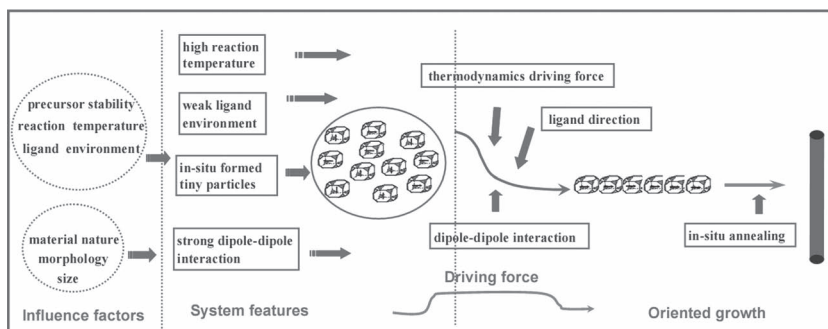 precursor stability
reaction temperature
ligand environment
material nature
morphology
size
Influence factors
high reaction
temperature
weak ligand
environment
in-situ formed
tiny particles
strong dipole-dipole
interaction
System features
thermodynamics driving force
ligand direction
dipole-dipole interaction
Driving force
in-situ annealing
Oriented growth